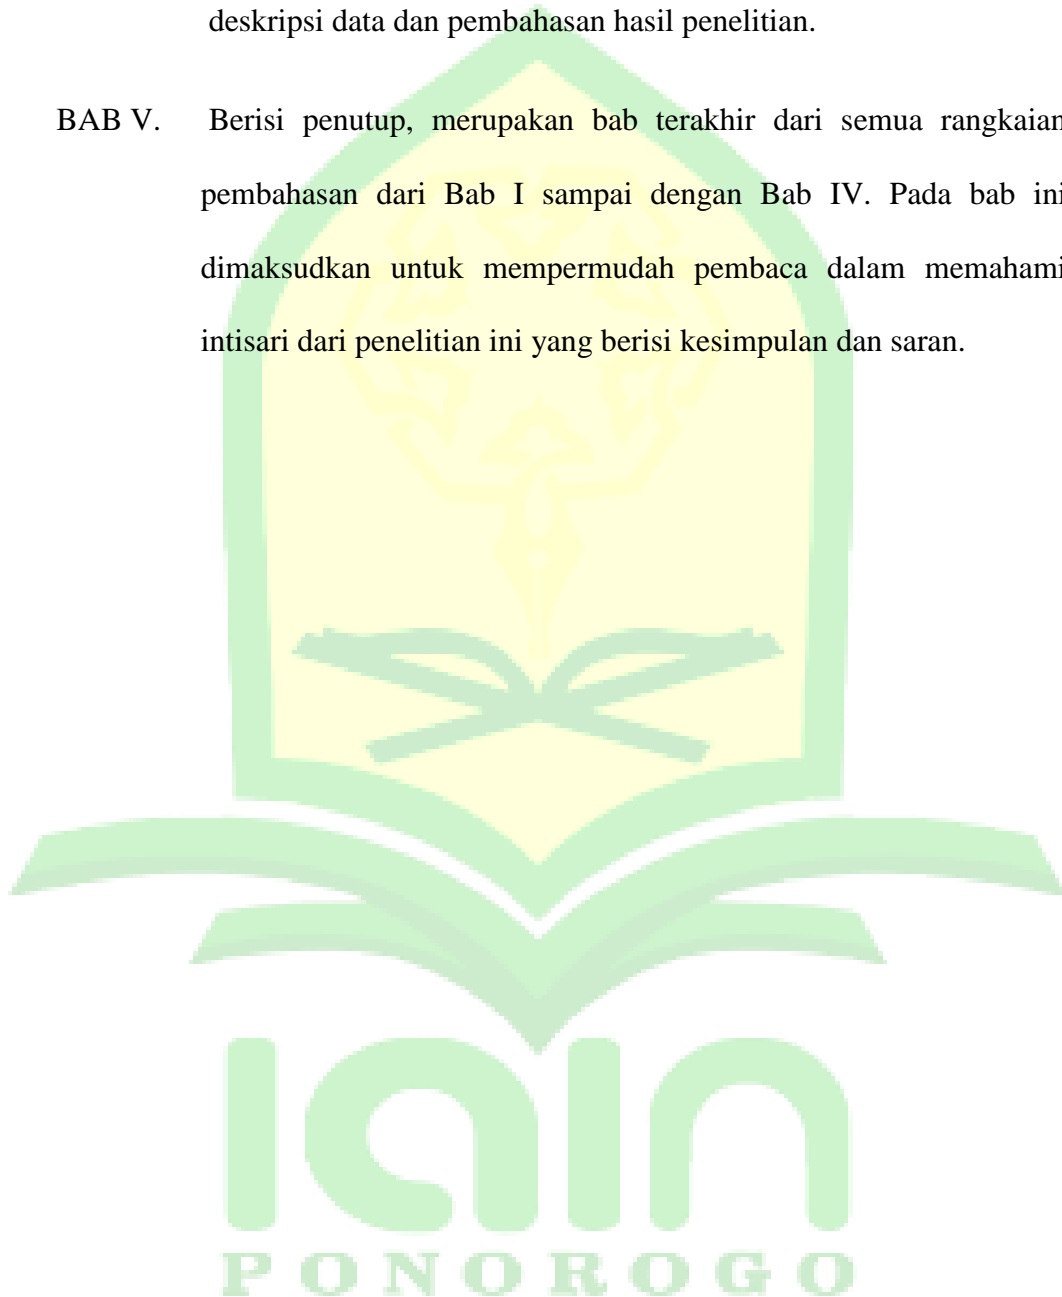 deskripsi data dan pembahasan hasil penelitian.
BAB V. Berisi penutup, merupakan bab terakhir dari semua rangkaian
pembahasan dari Bab I sampai dengan Bab IV. Pada bab ini
dimaksudkan untuk mempermudah pembaca dalam memahami
intisari dari penelitian ini yang berisi kesimpulan dan saran.
IAIN
PONOROGO